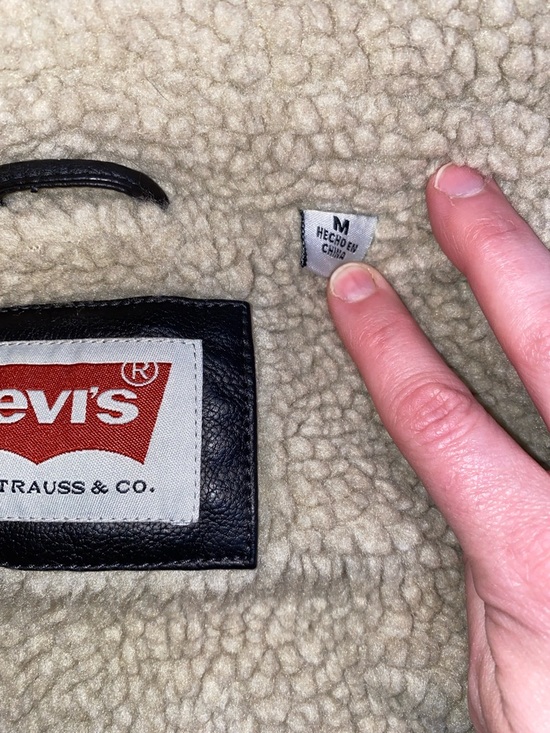 M
HECHO EN
CHINA
evi's®
TRAUSS & CO.